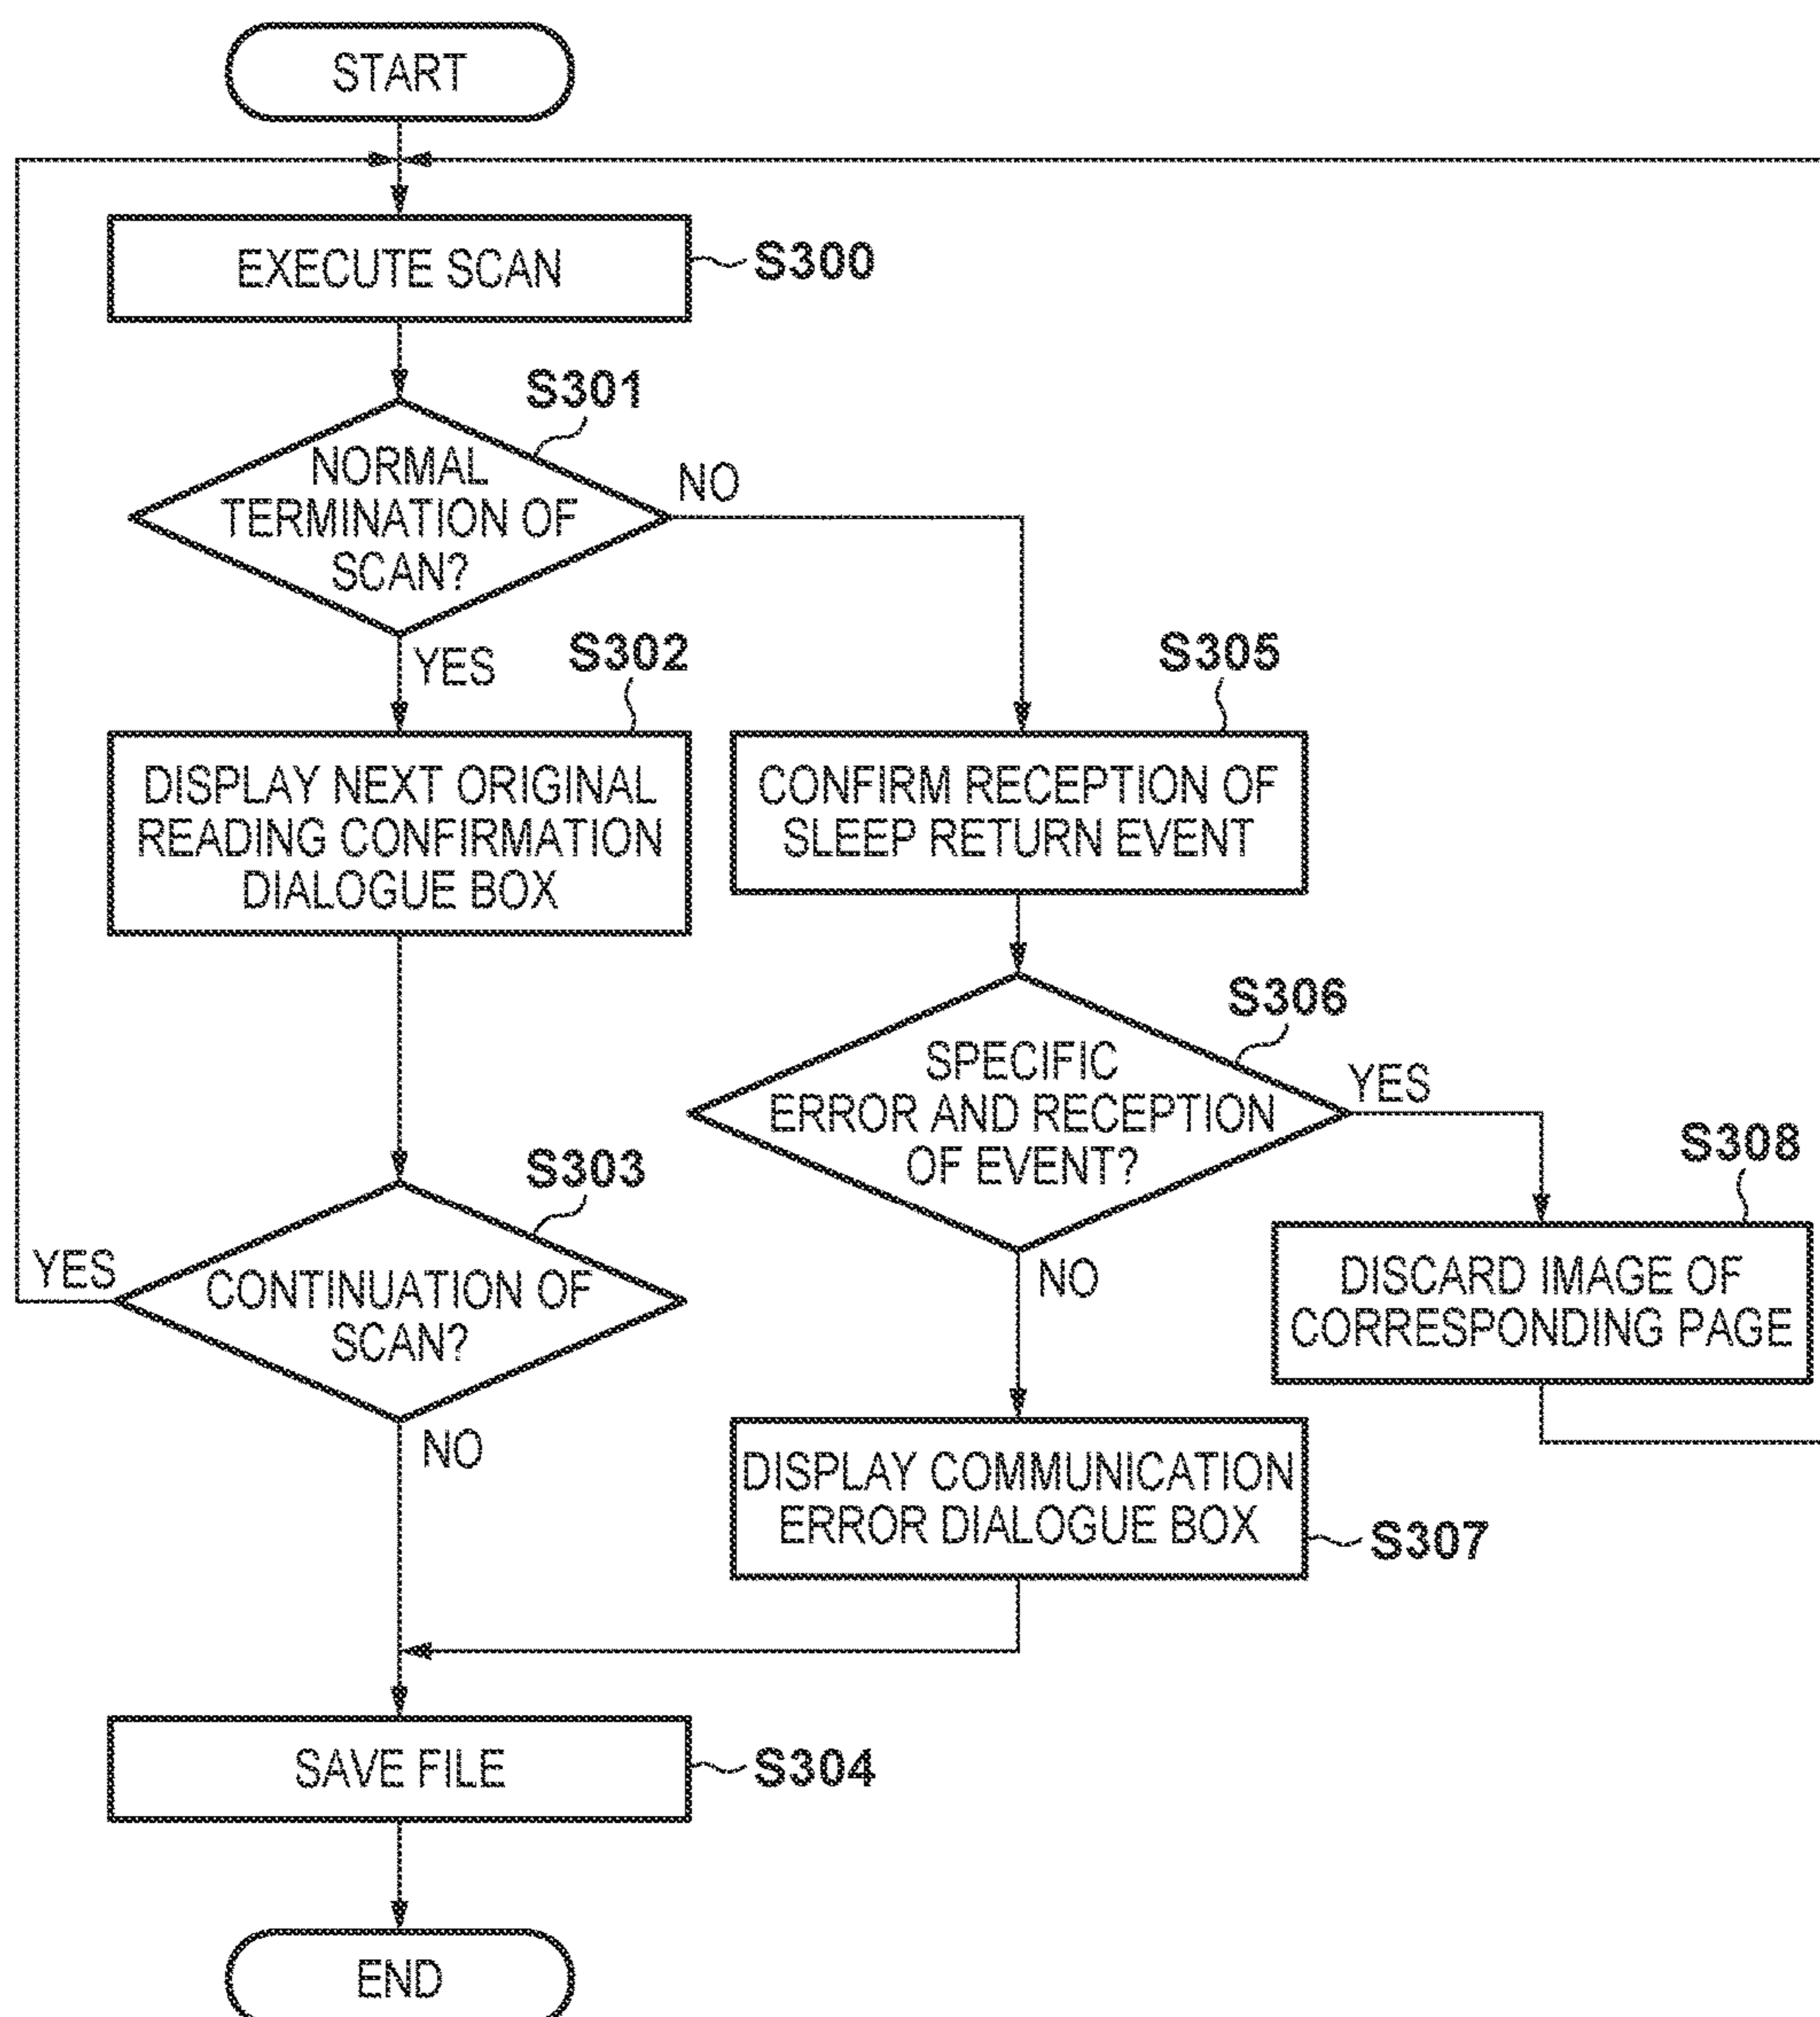 START
EXECUTE SCAN
S300
S301
NORMAL
TERMINATION OF
SCAN?
NO
YES
S302
DISPLAY NEXT ORIGINAL
READING CONFIRMATION
DIALOGUE BOX
S305
CONFIRM RECEPTION OF
SLEEP RETURN EVENT
S306
SPECIFIC
ERROR AND RECEPTION
OF EVENT?
YES
NO
S308
DISCARD IMAGE OF
CORRESPONDING PAGE
S303
CONTINUATION OF
SCAN?
YES
NO
DISPLAY COMMUNICATION
ERROR DIALOGUE BOX
S307
SAVE FILE
S304
END